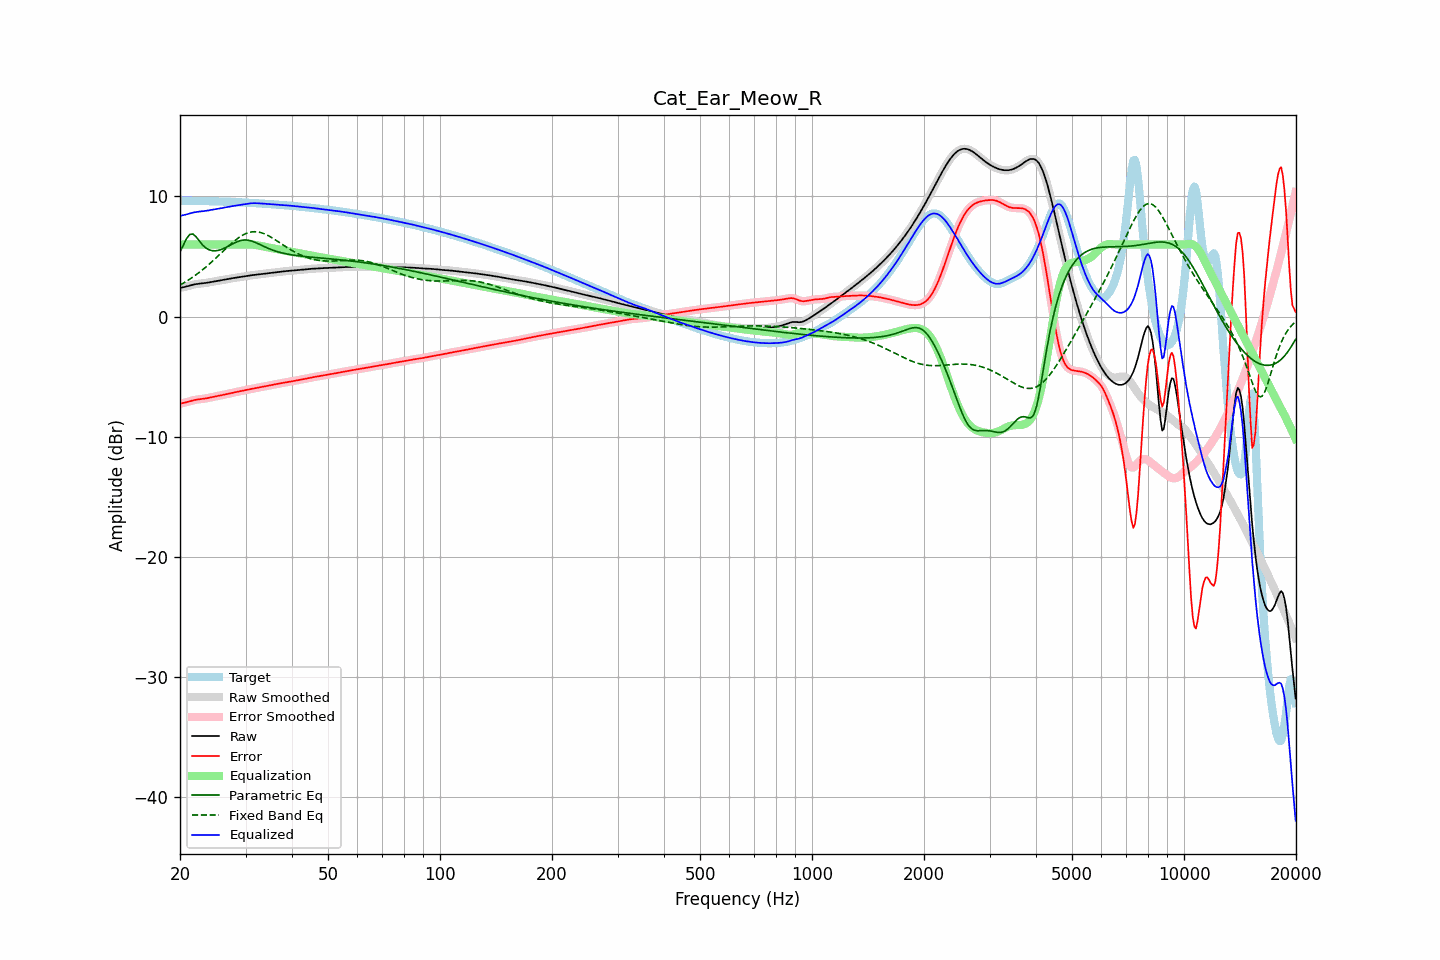 Cat_Ear_Meow_R
Amplitude (dBr)
10
0
−10
−20
−30
−40
Target
Raw Smoothed
Error Smoothed
Raw
Error
Equalization
Parametric Eq
Fixed Band Eq
Equalized
20 50 100 200 500 1000 2000 5000 10000 20000
Frequency (Hz)